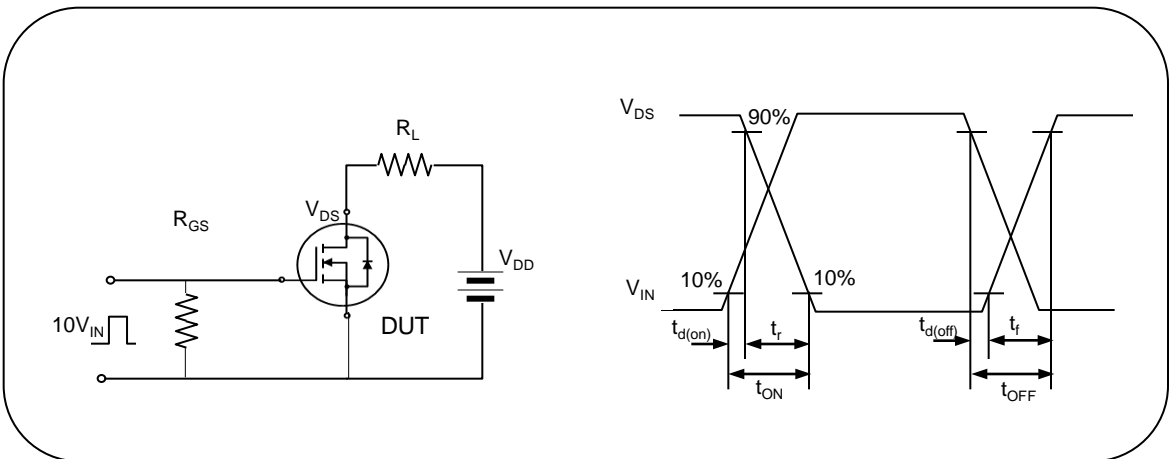 R_L
R_GS
V_DS
V_DD
10V_IN
DUT
V_DS
90%
V_IN
10%
10%
t_d(on)
t_r
t_d(off)
t_f
t_ON
t_OFF